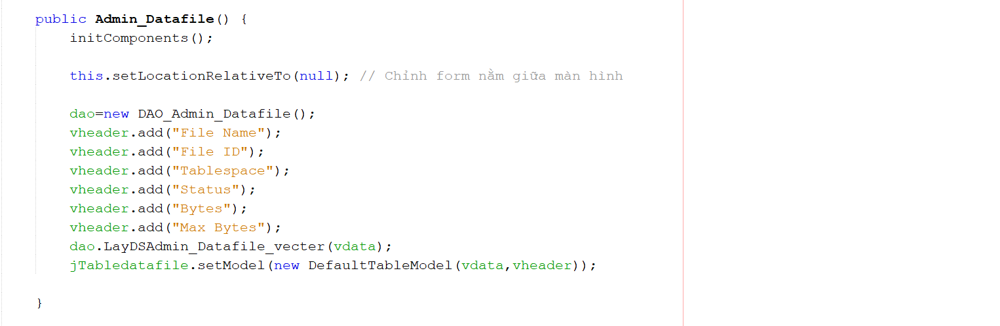 public Admin_Datafile() {
initComponents();
this.setLocationRelativeTo(null); // Chỉnh form nằm giữa màn hình
dao=new DAO_Admin_Datafile();
vheader.add("File Name");
vheader.add("File ID");
vheader.add("Tablespace");
vheader.add("Status");
vheader.add("Bytes");
vheader.add("Max Bytes");
dao.LayDSAdmin_Datafile_vecter(vdata);
jTabledatafile.setModel(new DefaultTableModel(vdata,vheader));
}